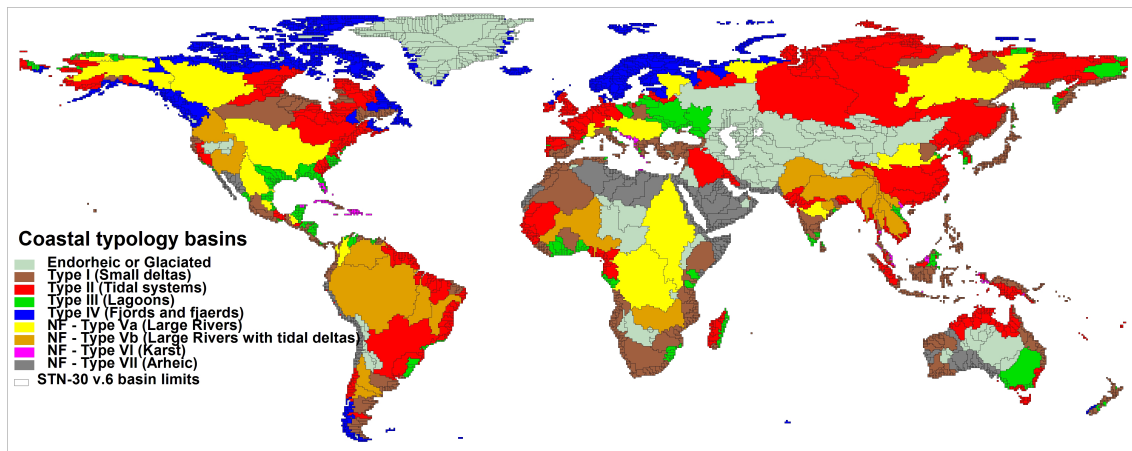 Coastal typology basins
Endorheic or Glaciated
Type I (Small deltas)
Type II (Tidal systems)
Type III (Lagoons)
Type IV (Fjords and fjaerds)
NF - Type Va (Large Rivers)
NF - Type Vb (Large Rivers with tidal deltas)
NF - Type VI (Karst)
NF - Type VII (Arheic)
STN-30 v.6 basin limits